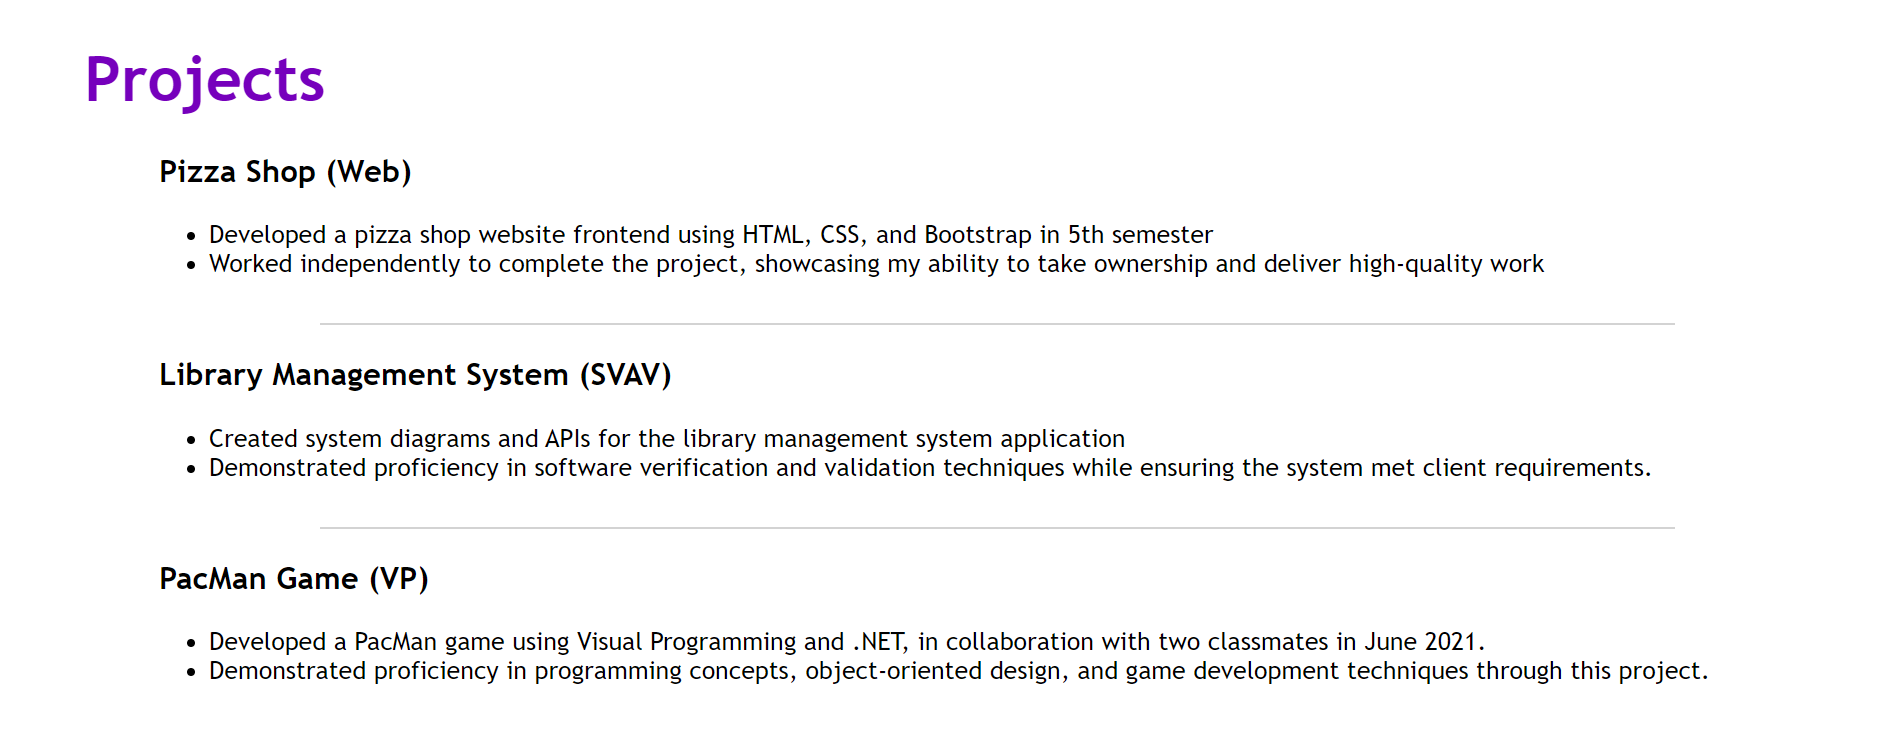 Projects
Pizza Shop (Web)
Developed a pizza shop website frontend using HTML, CSS, and Bootstrap in 5th semester
Worked independently to complete the project, showcasing my ability to take ownership and deliver high-quality work
Library Management System (SVAV)
Created system diagrams and APIs for the library management system application
Demonstrated proficiency in software verification and validation techniques while ensuring the system met client requirements.
PacMan Game (VP)
Developed a PacMan game using Visual Programming and .NET, in collaboration with two classmates in June 2021.
Demonstrated proficiency in programming concepts, object-oriented design, and game development techniques through this project.